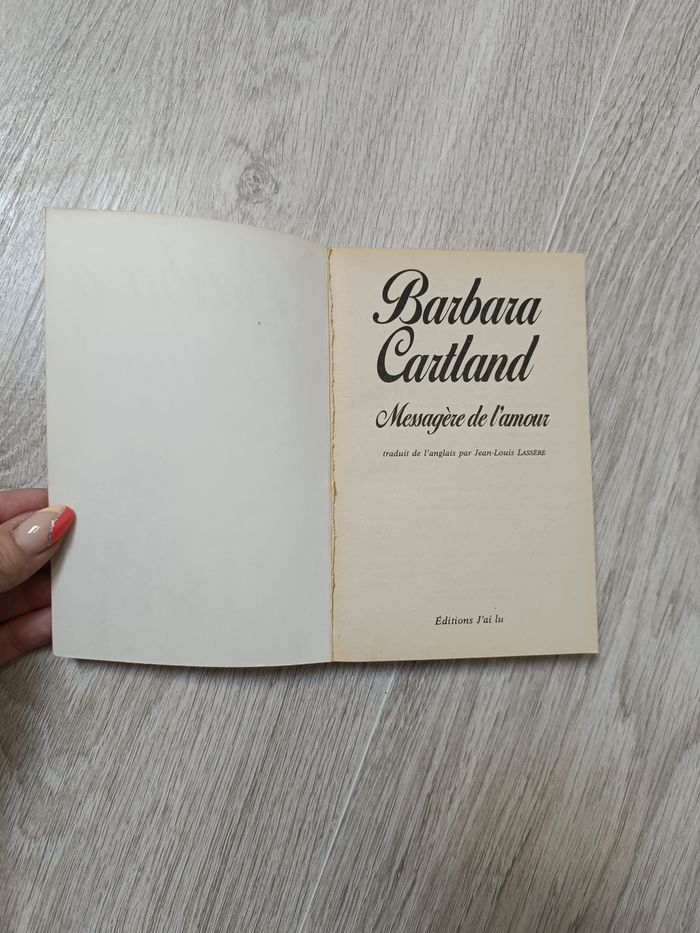 Barbara
Cartland
Messagère de l'amour
traduit de l'anglais par Jean-Louis LASSÈRE
Éditions J'ai lu